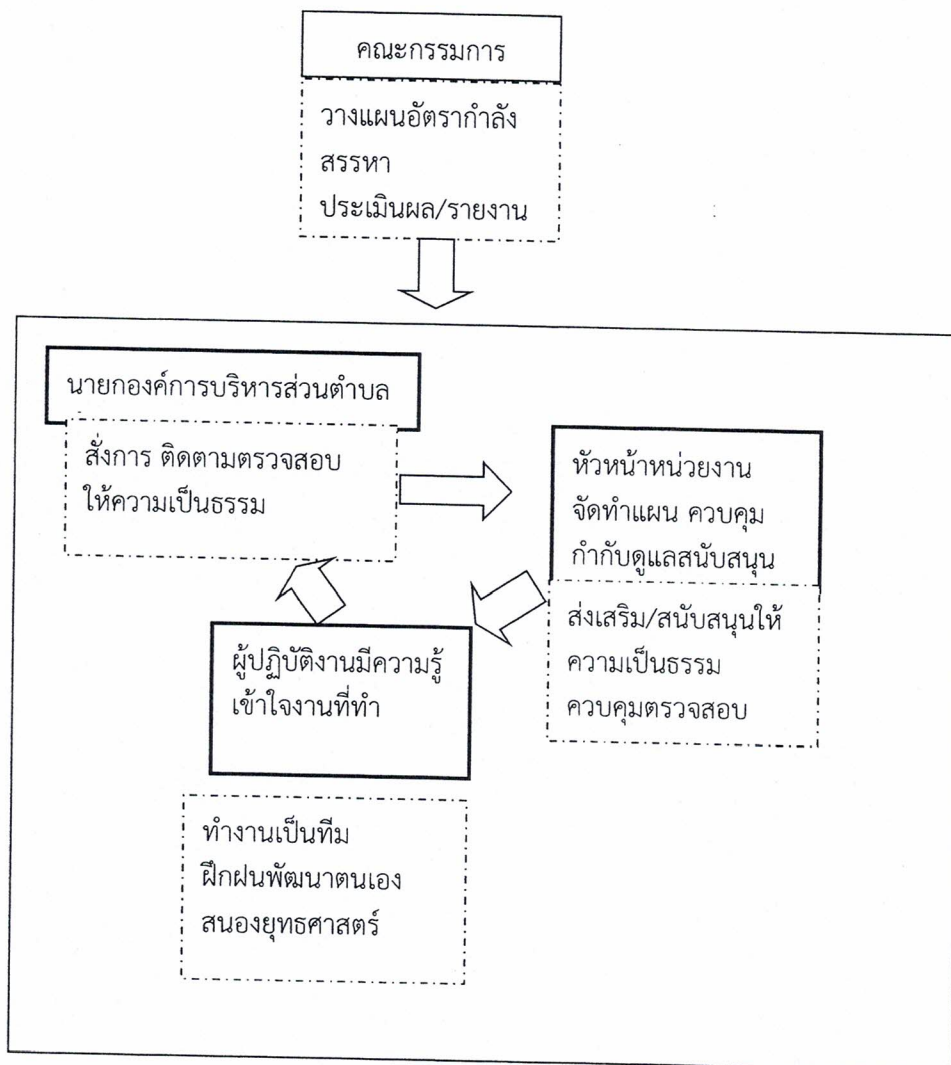 คณะกรรมการ
วางแผนอัตรากำลัง
สรรหา
ประเมินผล/รายงาน
นายกองค์การบริหารส่วนตำบล
สั่งการ ติดตามตรวจสอบ
ให้ความเป็นธรรม
หัวหน้าหน่วยงาน
จัดทำแผน ควบคุม
กำกับดูแลสนับสนุน
ส่งเสริม/สนับสนุนให้
ความเป็นธรรม
ควบคุมตรวจสอบ
ผู้ปฏิบัติงานมีความรู้
เข้าใจงานที่ทำ
ทำงานเป็นทีม
ฝึกฝนพัฒนาตนเอง
สนองยุทธศาสตร์